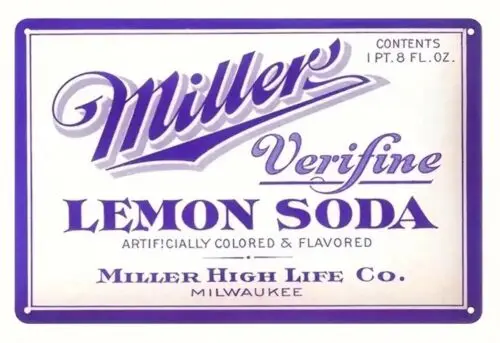 CONTENTS
1 PT. 8 FL. OZ.
Miller
Verifine
LEMON SODA
ARTIFICIALLY COLORED & FLAVORED
MILLER HIGH LIFE CO.
MILWAUKEE